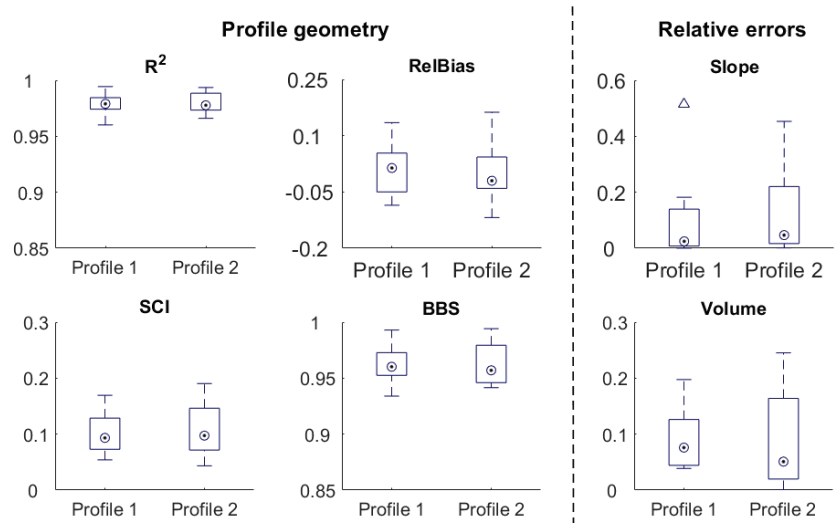 Profile geometry
Relative errors
R²
1
0.95
0.9
0.85
Profile 1 Profile 2
RelBias
0.25
0.1
-0.05
-0.2
Profile 1 Profile 2
Slope
0.6
0.4
0.2
0
Profile 1 Profile 2
SCI
0.3
0.2
0.1
0
Profile 1 Profile 2
BBS
1
0.95
0.9
0.85
Profile 1 Profile 2
Volume
0.3
0.2
0.1
0
Profile 1 Profile 2